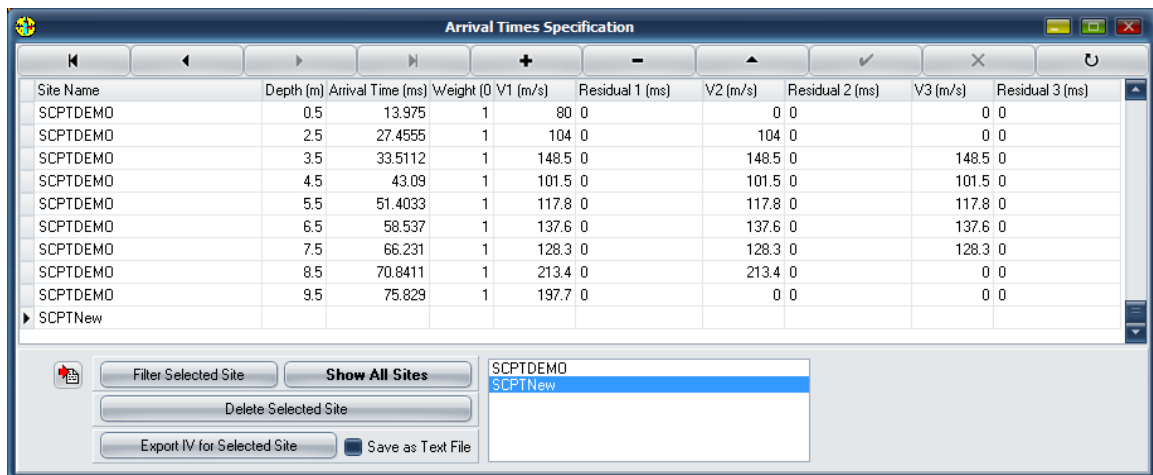 Arrival Times Specification
Site Name Depth (m) Arrival Time (ms) Weight (0 V1 (m/s) Residual 1 (ms) V2 (m/s) Residual 2 (ms) V3 (m/s) Residual 3 (ms)
SCPTDEMO 0.5 13.975 1 80 0 0 0 0 0
SCPTDEMO 2.5 27.4555 1 104 0 104 0 0 0
SCPTDEMO 3.5 33.5112 1 148.5 0 148.5 0 148.5 0
SCPTDEMO 4.5 43.09 1 101.5 0 101.5 0 101.5 0
SCPTDEMO 5.5 51.4033 1 117.8 0 117.8 0 117.8 0
SCPTDEMO 6.5 58.537 1 137.6 0 137.6 0 137.6 0
SCPTDEMO 7.5 66.231 1 128.3 0 128.3 0 128.3 0
SCPTDEMO 8.5 70.8411 1 213.4 0 213.4 0 0 0
SCPTDEMO 9.5 75.829 1 197.7 0 0 0 0 0
SCPTNew
Filter Selected Site Show All Sites
Delete Selected Site
Export IV for Selected Site Save as Text File
SCPTDEMO
SCPTNew